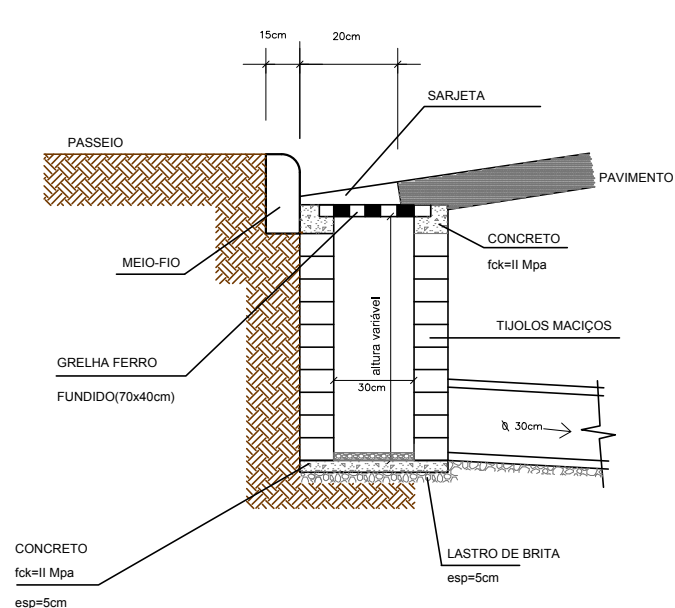 15cm
20cm
SARJETA
PASSEIO
PAVIMENTO
CONCRETO
fck=II Mpa
MEIO-FIO
altura variável
TIJOLOS MACIÇOS
GRELHA FERRO
FUNDIDO(70x40cm)
30cm
Ø 30cm
CONCRETO
fck=II Mpa
esp=5cm
LASTRO DE BRITA
esp=5cm